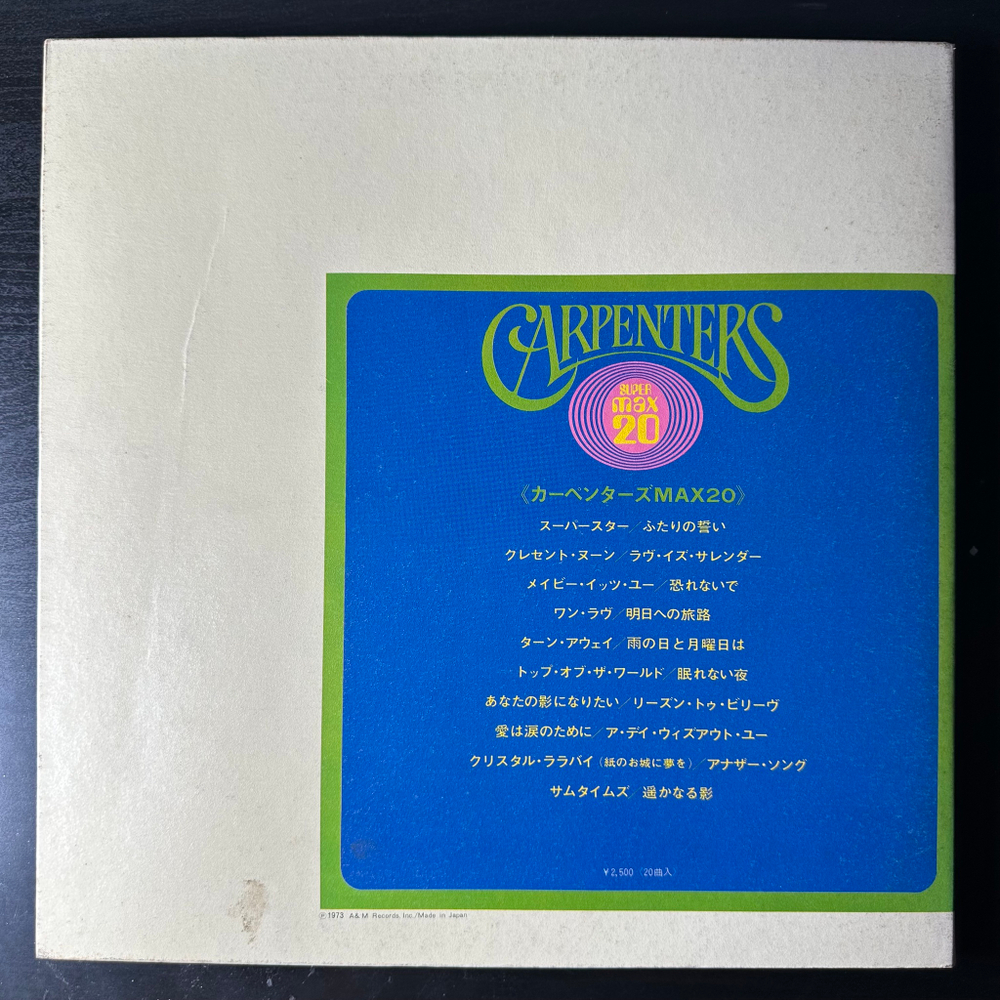 CARPENTERS
SUPER
max
20
《カーペンターズMAX20》
スーパースター／ふたりの誓い
クレセント・ヌーン／ラヴ・イズ・サレンダー
メイビー・イッツ・ユー／恐れないで
ワン・ラヴ／明日への旅路
ターン・アウェイ／雨の日と月曜日は
トップ・オブ・ザ・ワールド／眠れない夜
あなたの影になりたい／リーズン・トゥ・ビリーヴ
愛は涙のために／ア・デイ・ウィズアウト・ユー
クリスタル・ララバイ（紙のお城に夢を）／アナザー・ソング
サムタイムズ／遥かなる影
￥2,500／20曲入
℗1973 A&M Records, Inc./Made in Japan